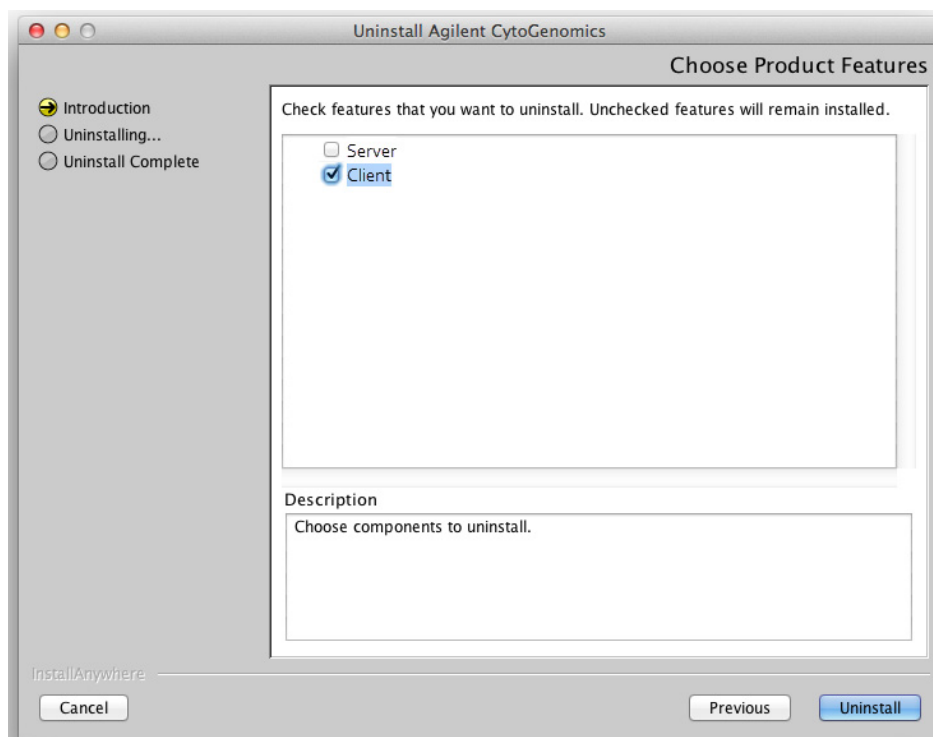 Uninstall Agilent CytoGenomics
Choose Product Features
Introduction
Uninstalling...
Uninstall Complete
Check features that you want to uninstall. Unchecked features will remain installed.
Server
Client
Description
Choose components to uninstall.
InstallAnywhere
Cancel
Previous
Uninstall